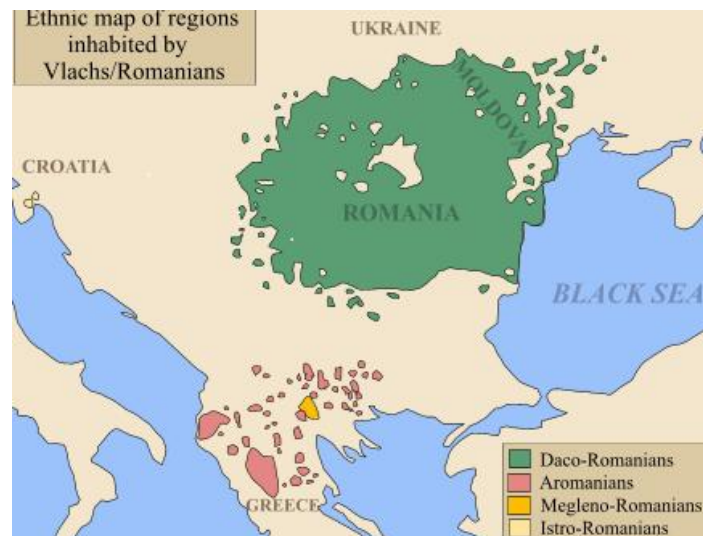 Ethnic map of regions
inhabited by
Vlachs/Romanians
UKRAINE
MOLDOVA
CROATIA
ROMANIA
BLACK SEA
GREECE
Daco-Romanians
Aromanians
Megleno-Romanians
Istro-Romanians